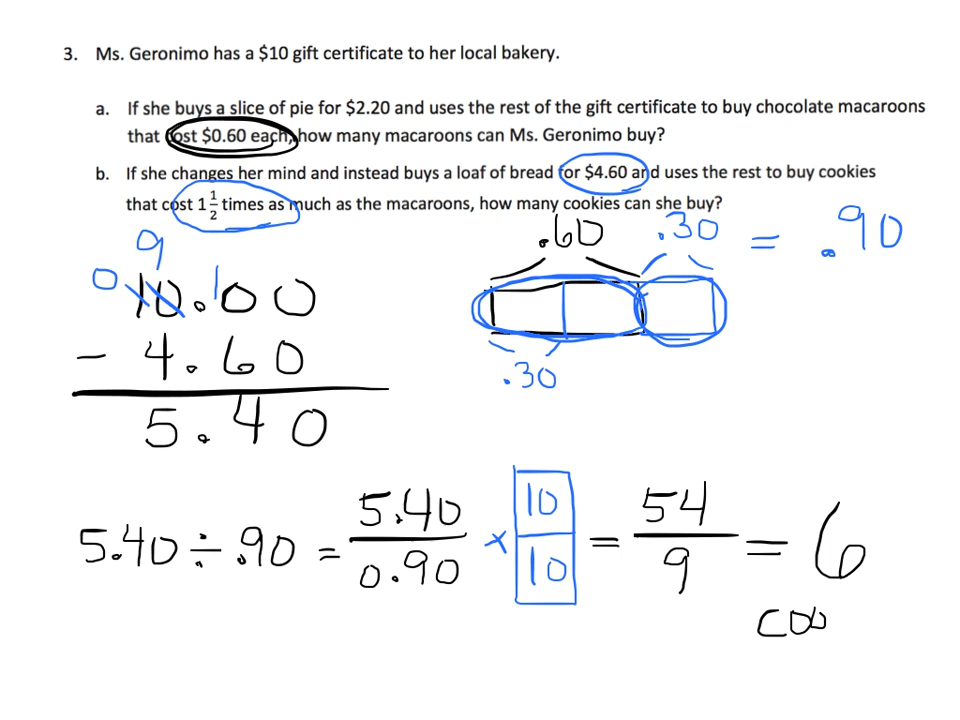 3. Ms. Geronimo has a $10 gift certificate to her local bakery.
a. If she buys a slice of pie for $2.20 and uses the rest of the gift certificate to buy chocolate macaroons
that cost $0.60 each, how many macaroons can Ms. Geronimo buy?
b. If she changes her mind and instead buys a loaf of bread for $4.60 and uses the rest to buy cookies
that cost 1 1/2 times as much as the macaroons, how many cookies can she buy?
.60 .30 = .90
9
0 10.100
- 4.60
5.40
.30
5.40 ÷ .90 = 5.40/0.90 × 10/10 = 54/9 = 6
coo